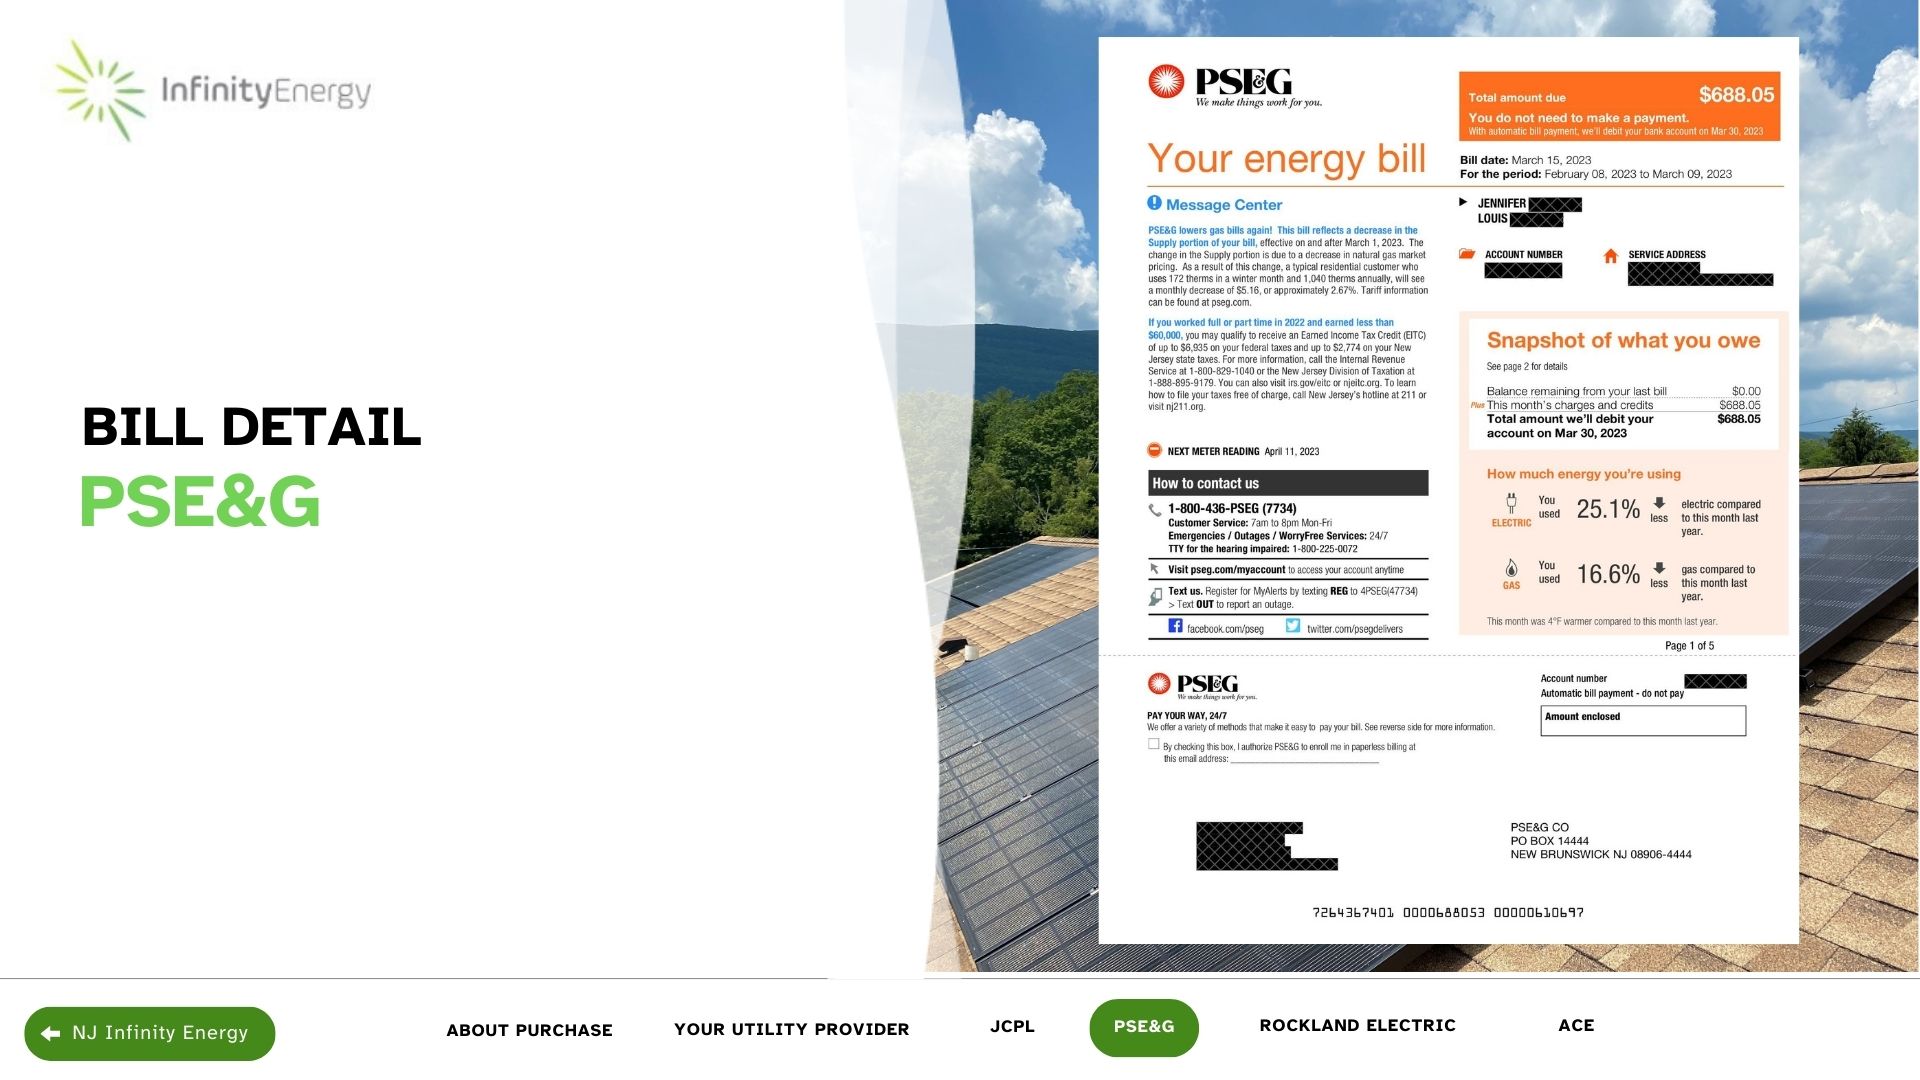 InfinityEnergy
BILL DETAIL
PSE&G
PSEG
We make things work for you.
Total amount due $688.05
You do not need to make a payment.
With automatic bill payment, we'll debit your bank account on Mar 30, 2023
Your energy bill
Bill date: March 15, 2023
For the period: February 08, 2023 to March 09, 2023
Message Center
PSE&G lowers gas bills again! This bill reflects a decrease in the
Supply portion of your bill, effective on and after March 1, 2023. The
change in the Supply portion is due to a decrease in natural gas market
pricing. As a result of this change, a typical residential customer who
uses 172 therms in a winter month and 1,040 therms annually, will see
a monthly decrease of $5.16, or approximately 2.67%. Tariff information
can be found at pseg.com.
If you worked full or part time in 2022 and earned less than
$60,000, you may qualify to receive an Earned Income Tax Credit (EITC)
of up to $6,935 on your federal taxes and up to $2,774 on your New
Jersey state taxes. For more information, call the Internal Revenue
Service at 1-800-829-1040 or the New Jersey Division of Taxation at
1-888-895-9179. You can also visit irs.gov/eitc or njeitc.org. To learn
how to file your taxes free of charge, call New Jersey's hotline at 211 or
visit nj211.org.
NEXT METER READING April 11, 2023
How to contact us
1-800-436-PSEG (7734)
Customer Service: 7am to 8pm Mon-Fri
Emergencies / Outages / WorryFree Services: 24/7
TTY for the hearing impaired: 1-800-225-0072
Visit pseg.com/myaccount to access your account anytime
Text us. Register for MyAlerts by texting REG to 4PSEG(47734)
> Text OUT to report an outage.
facebook.com/pseg twitter.com/psegdelivers
JENNIFER
LOUIS
ACCOUNT NUMBER SERVICE ADDRESS
Snapshot of what you owe
See page 2 for details
Balance remaining from your last bill $0.00
Plus This month's charges and credits $688.05
Total amount we'll debit your $688.05
account on Mar 30, 2023
How much energy you're using
ELECTRIC
You
used
25.1%
less
electric compared
to this month last
year.
GAS
You
used
16.6%
less
gas compared to
this month last
year.
This month was 4°F warmer compared to this month last year.
Page 1 of 5
PSEG
We make things work for you.
Account number
Automatic bill payment - do not pay
Amount enclosed
PAY YOUR WAY, 24/7
We offer a variety of methods that make it easy to pay your bill. See reverse side for more information.
By checking this box, I authorize PSE&G to enroll me in paperless billing at
this email address:
PSE&G CO
PO BOX 14444
NEW BRUNSWICK NJ 08906-4444
7264367401 0000688053 00000610697
NJ Infinity Energy
ABOUT PURCHASE
YOUR UTILITY PROVIDER
JCPL
PSE&G
ROCKLAND ELECTRIC
ACE